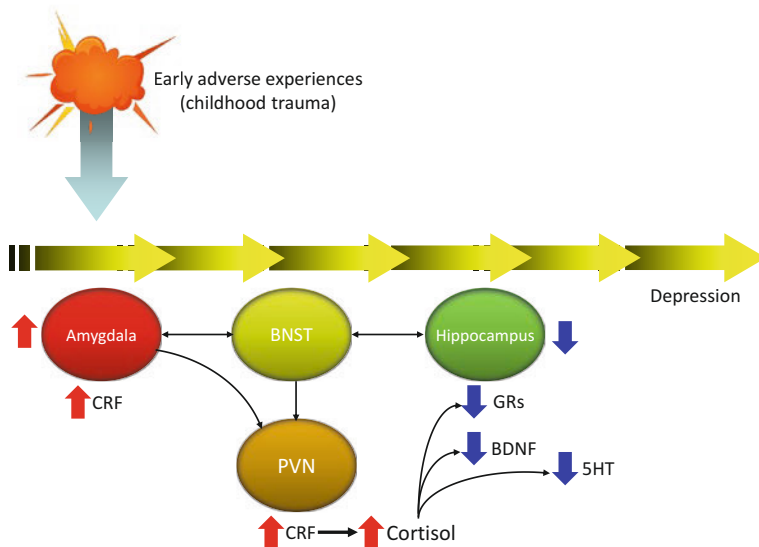 Early adverse experiences
(childhood trauma)
Depression
Amygdala
BNST
Hippocampus
CRF
GRs
BDNF
PVN
5HT
CRF
Cortisol